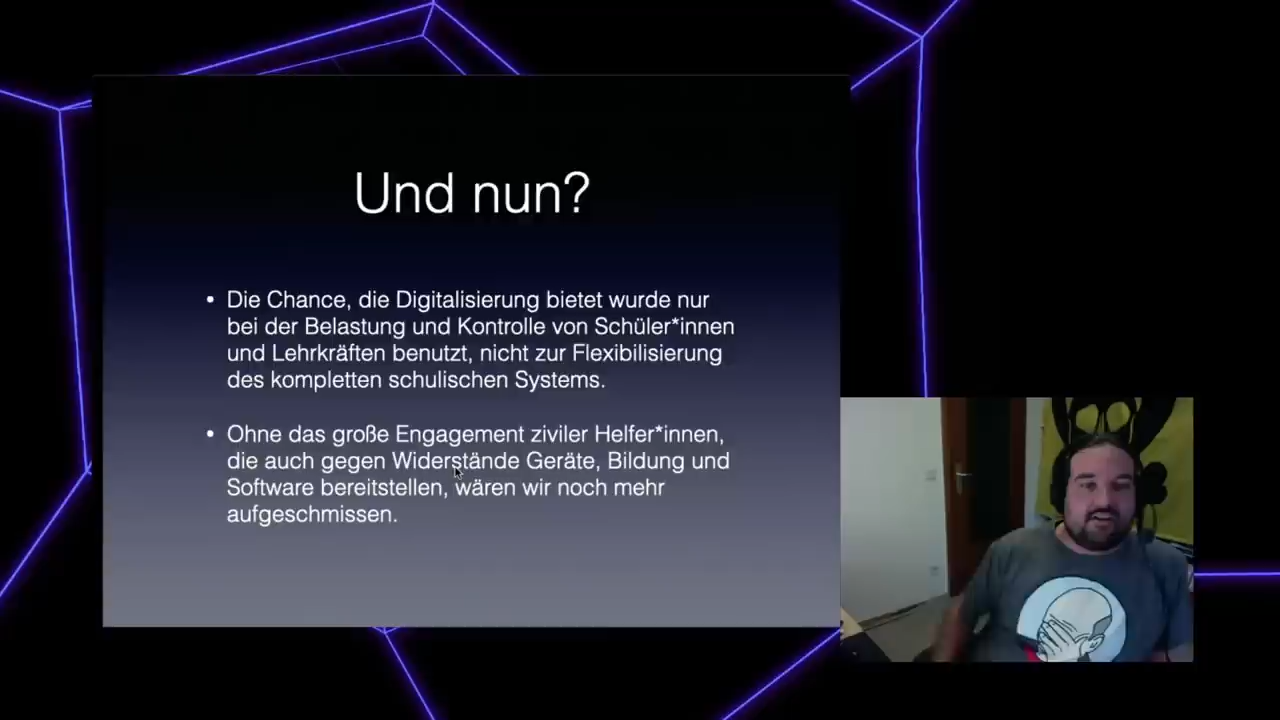 Und nun?
• Die Chance, die Digitalisierung bietet wurde nur
bei der Belastung und Kontrolle von Schüler*innen
und Lehrkräften benutzt, nicht zur Flexibilisierung
des kompletten schulischen Systems.
• Ohne das große Engagement ziviler Helfer*innen,
die auch gegen Widerstände Geräte, Bildung und
Software bereitstellen, wären wir noch mehr
aufgeschmissen.